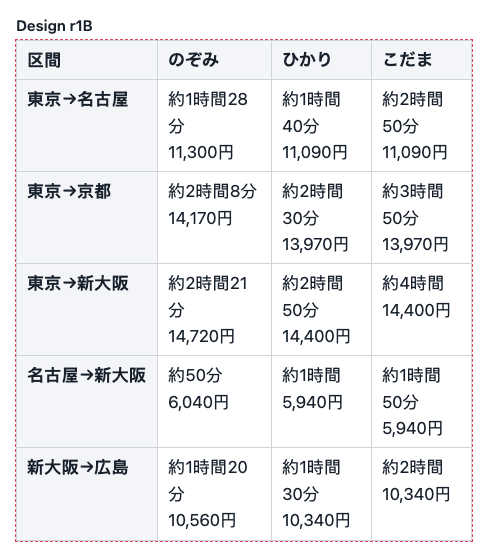 Design r1B
区間 のぞみ ひかり こだま
東京→名古屋 約1時間28分 11,300円 約1時間40分 11,090円 約2時間50分 11,090円
東京→京都 約2時間8分 14,170円 約2時間30分 13,970円 約3時間50分 13,970円
東京→新大阪 約2時間21分 14,720円 約2時間50分 14,400円 約4時間 14,400円
名古屋→新大阪 約50分 6,040円 約1時間 5,940円 約1時間50分 5,940円
新大阪→広島 約1時間20分 10,560円 約1時間30分 10,340円 約2時間 10,340円